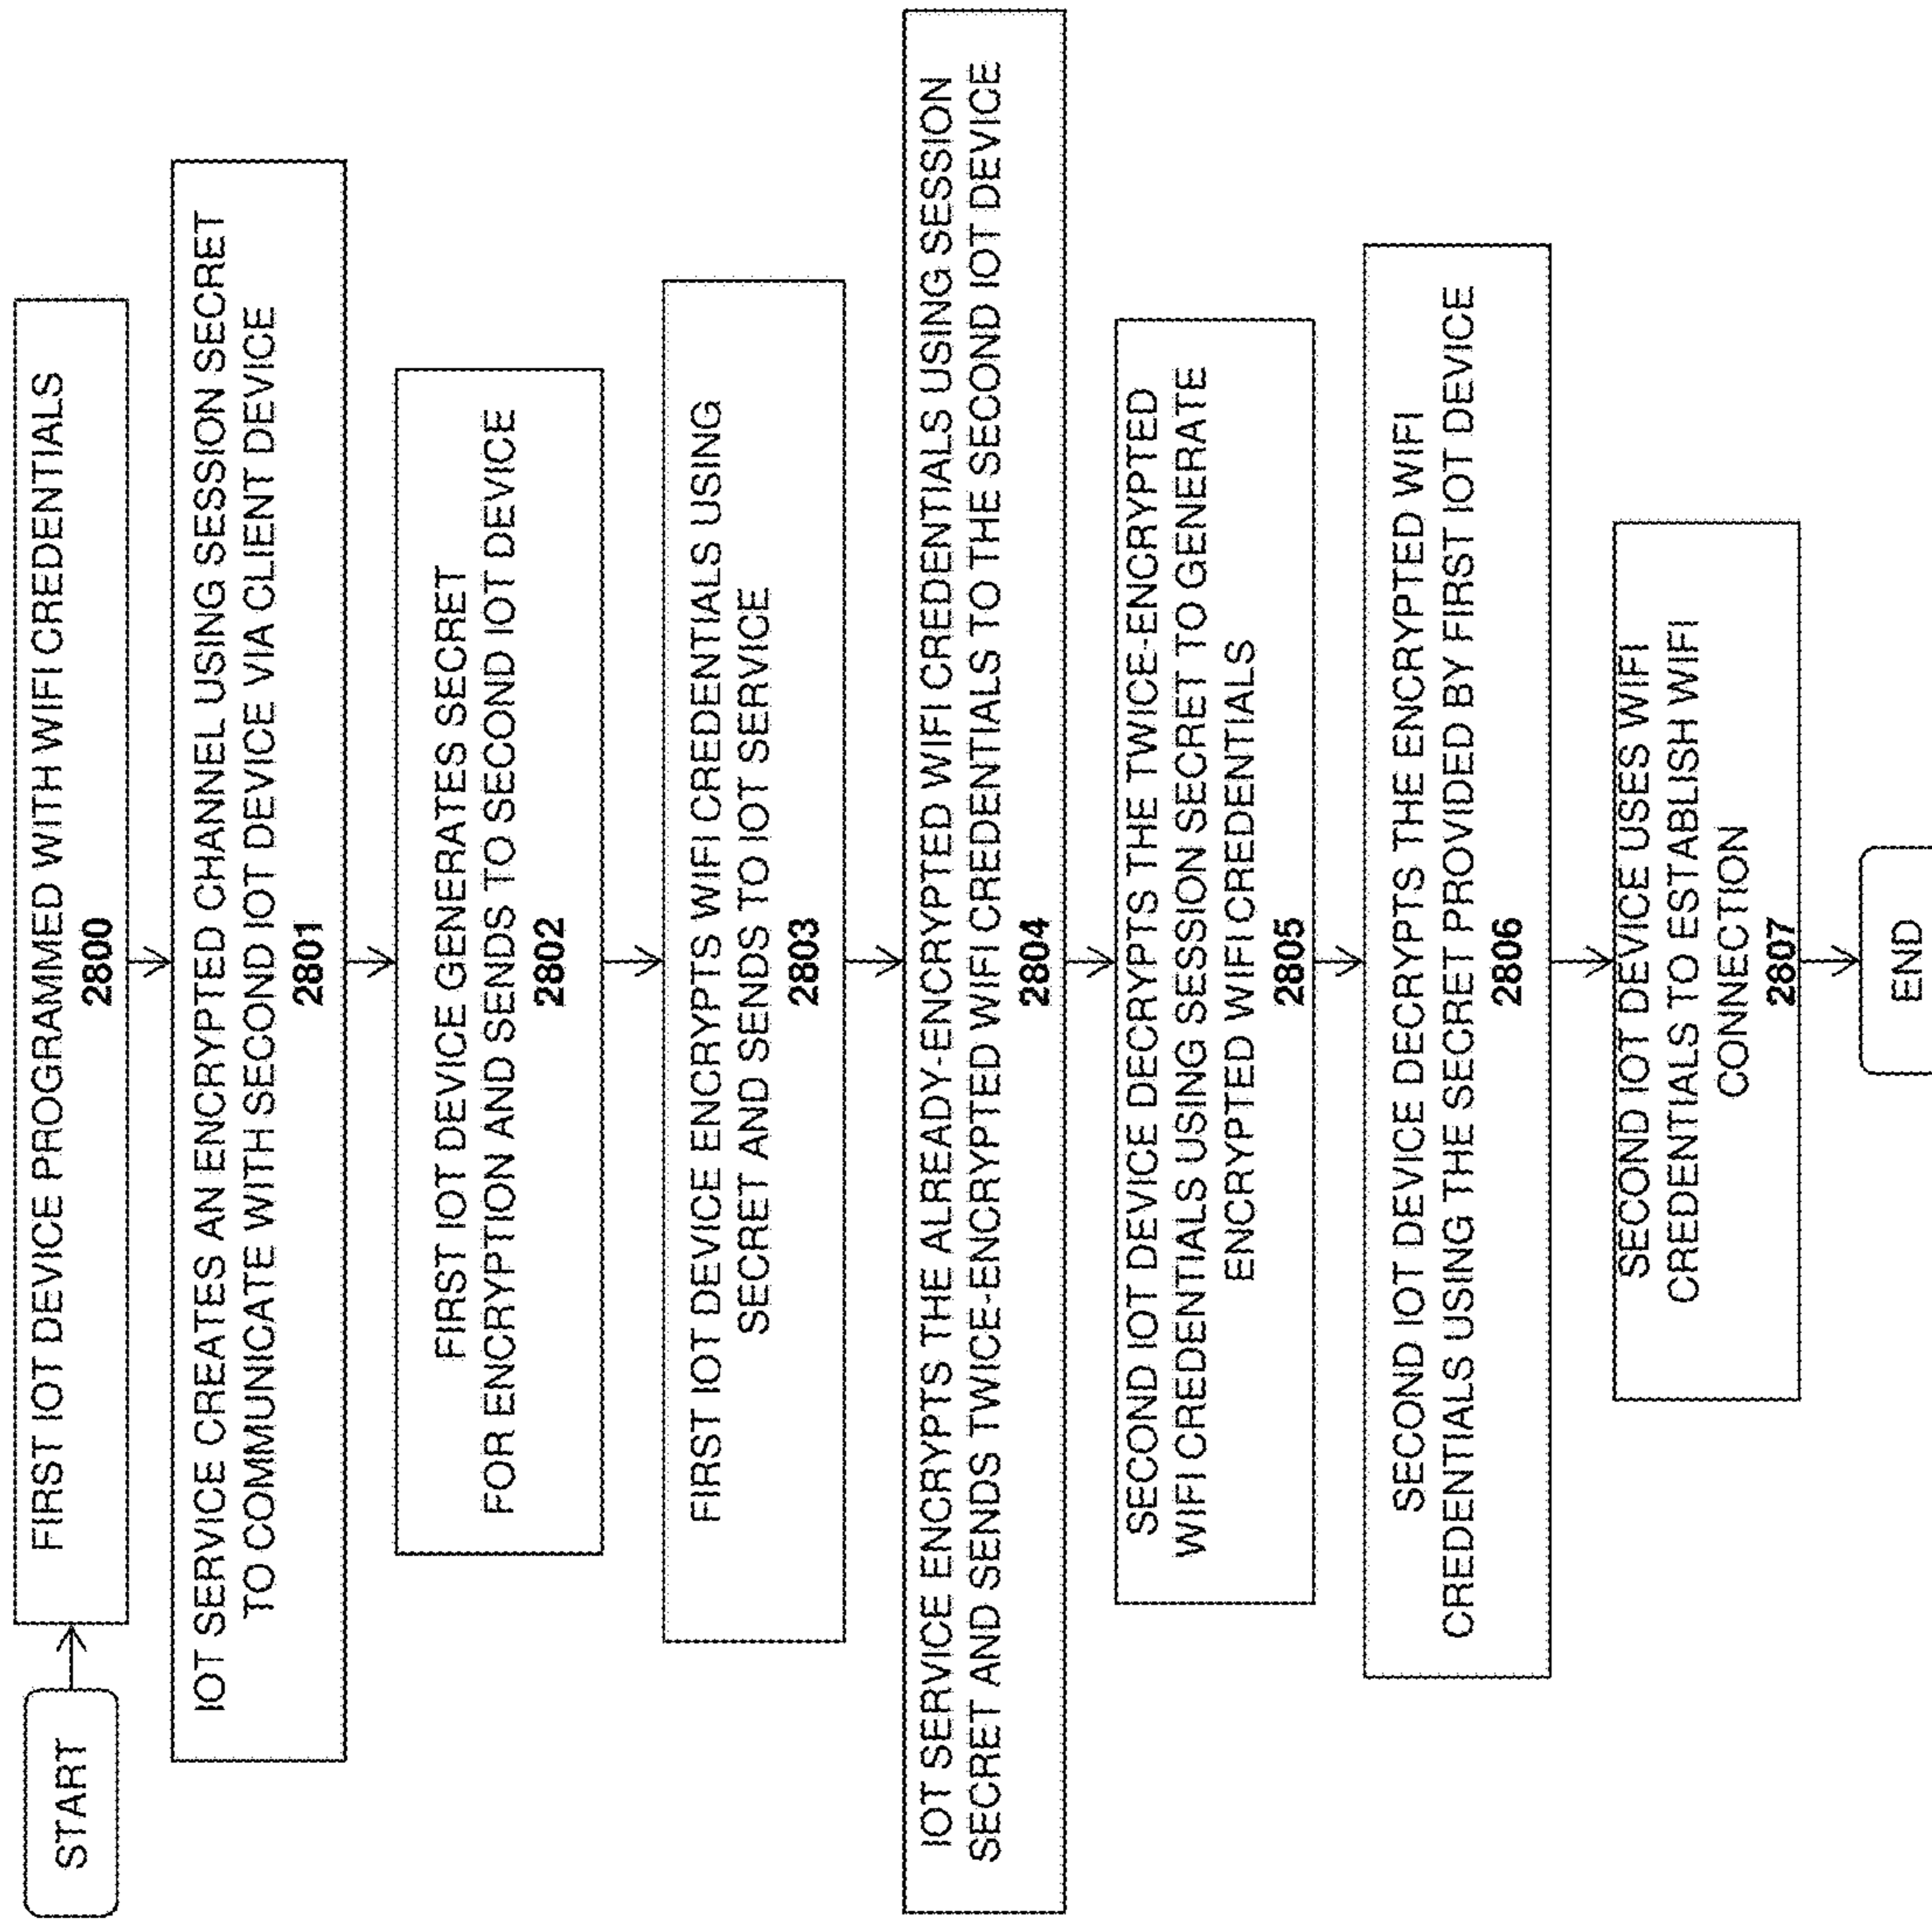 START
FIRST IOT DEVICE PROGRAMMED WITH WIFI CREDENTIALS
2800
IOT SERVICE CREATES AN ENCRYPTED CHANNEL USING SESSION SECRET
TO COMMUNICATE WITH SECOND IOT DEVICE VIA CLIENT DEVICE
2801
FIRST IOT DEVICE GENERATES SECRET
FOR ENCRYPTION AND SENDS TO SECOND IOT DEVICE
2802
FIRST IOT DEVICE ENCRYPTS WIFI CREDENTIALS USING
SECRET AND SENDS TO IOT SERVICE
2803
IOT SERVICE ENCRYPTS THE ALREADY-ENCRYPTED WIFI CREDENTIALS USING SESSION
SECRET AND SENDS TWICE-ENCRYPTED WIFI CREDENTIALS TO THE SECOND IOT DEVICE
2804
SECOND IOT DEVICE DECRYPTS THE TWICE-ENCRYPTED
WIFI CREDENTIALS USING SESSION SECRET TO GENERATE
ENCRYPTED WIFI CREDENTIALS
2805
SECOND IOT DEVICE DECRYPTS THE ENCRYPTED WIFI
CREDENTIALS USING THE SECRET PROVIDED BY FIRST IOT DEVICE
2806
SECOND IOT DEVICE USES WIFI
CREDENTIALS TO ESTABLISH WIFI
CONNECTION
2807
END